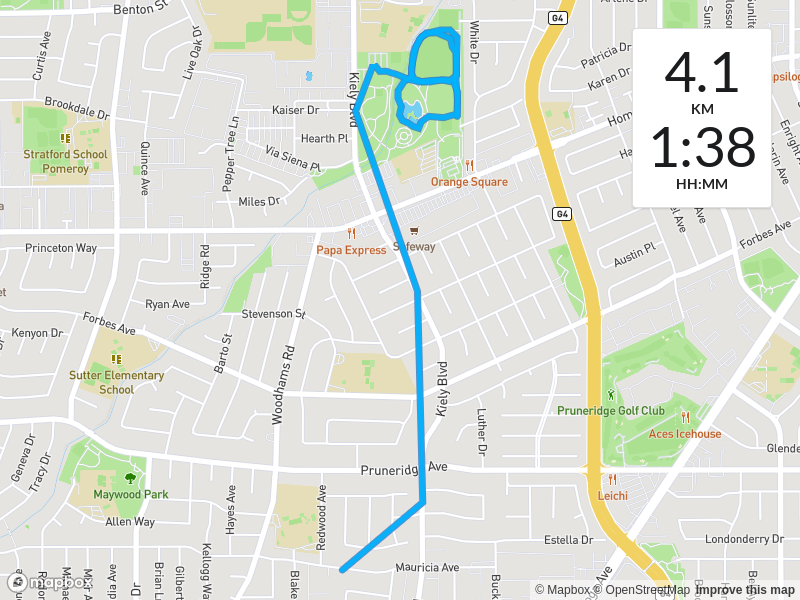 Benton St
Arlene Dr
G4
White Dr
Curtis Ave
Live Oak Dr
Patricia Dr
Karen Dr
4.1
KM
1:38
HH:MM
Brookdale Dr
Kaiser Dr
Kiely Blvd
Pepper Tree Ln
Hearth Pl
Stratford School
Pomeroy
Quince Ave
Via Siena Pl
Orange Square
Miles Dr
G4
Princeton Way
Papa Express
Safeway
Forbes Ave
Austin Pl
Ridge Rd
Ryan Ave
Stevenson St
Forbes Ave
Kenyon Dr
Barto St
Woodhams Rd
Sutter Elementary
School
Kiely Blvd
Luther Dr
Pruneridge Golf Club
Aces Icehouse
Geneva Dr
Tracy Dr
Pruneridge Ave
Maywood Park
Hayes Ave
Redwood Ave
Leichi
Allen Way
Estella Dr
Londonderry Dr
Mauricia Ave
mapbox
© Mapbox © OpenStreetMap Improve this map